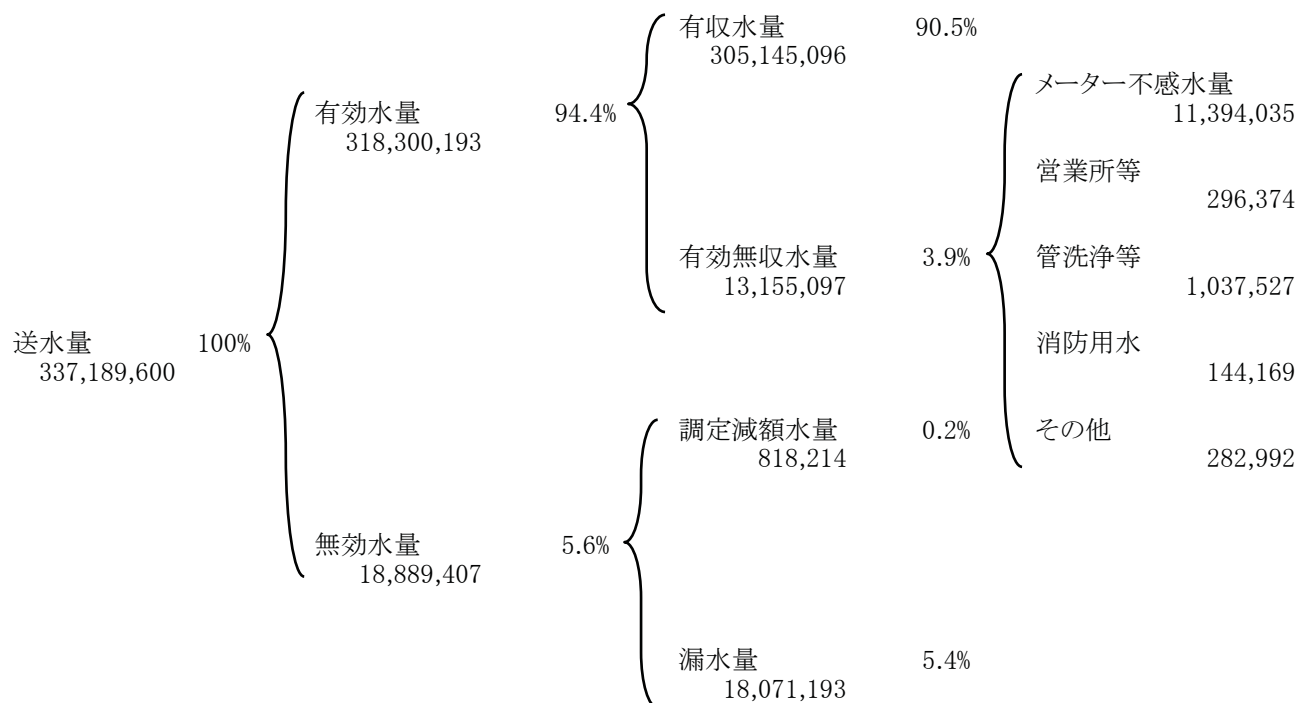 有収水量 90.5%
305,145,096
メーター不感水量
有効水量 94.4%
11,394,035
318,300,193
営業所等
296,374
有効無収水量 3.9% 管洗浄等
13,155,097 1,037,527
送水量 100% 消防用水
337,189,600 144,169
調定減額水量 0.2% その他
818,214 282,992
無効水量 5.6%
18,889,407
漏水量 5.4%
18,071,193